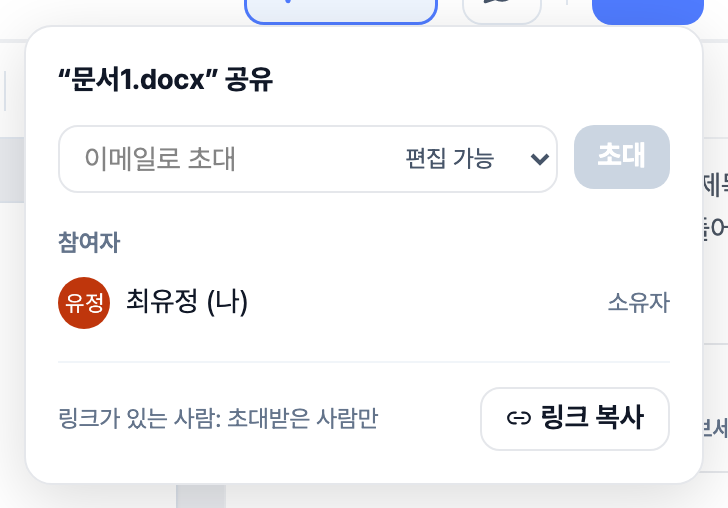 “문서1.docx” 공유
이메일로 초대 편집 가능 초대
참여자
유정 최유정 (나) 소유자
링크가 있는 사람: 초대받은 사람만 링크 복사